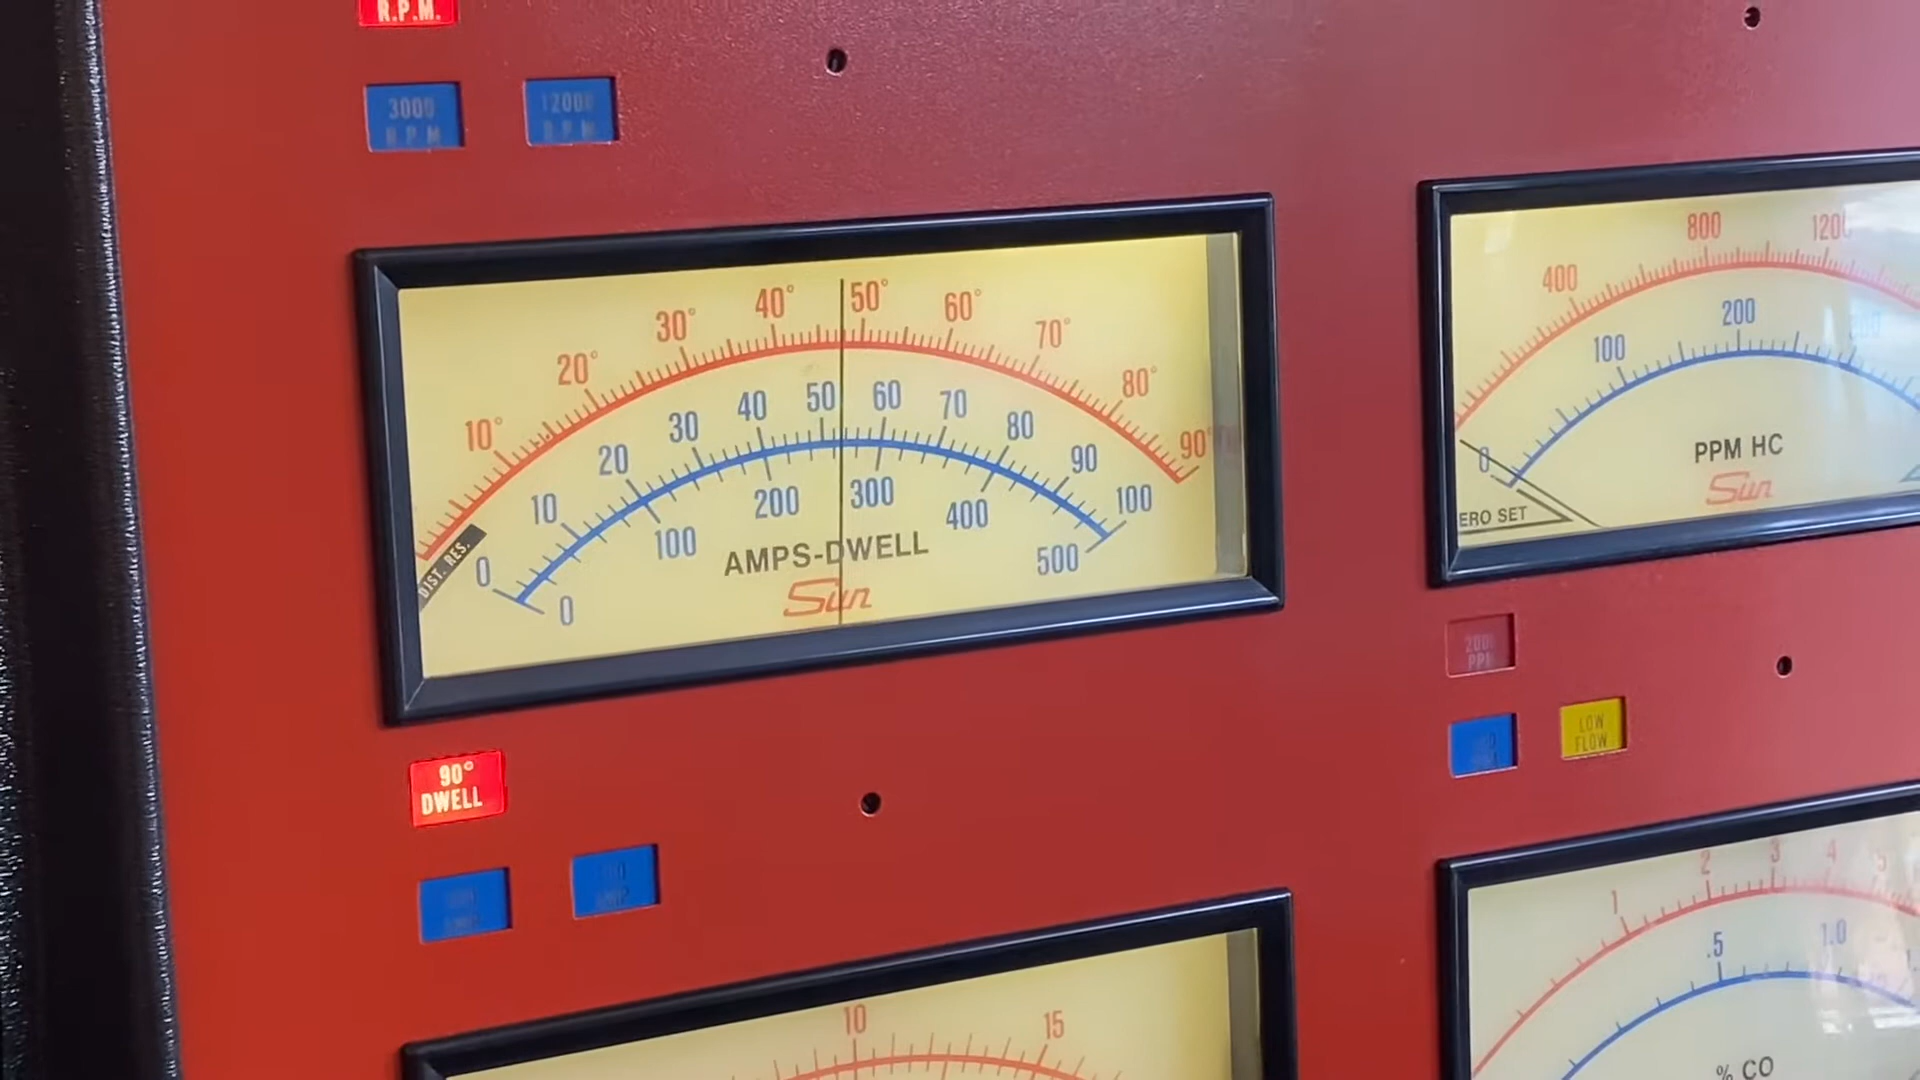 R.P.M.
3000
R.P.M
12000
R.P.M
10° 20° 30° 40° 50° 60° 70° 80° 90°
0 10 20 30 40 50 60 70 80 90 100
0 100 200 300 400 500
DIST. RES.
AMPS-DWELL
Sun
400 800 1200
0 100 200
PPM HC
Sun
ERO SET
LOW
FLOW
90°
DWELL
AMP
10 15
1 2 3 4 5
.5 1.0
% CO